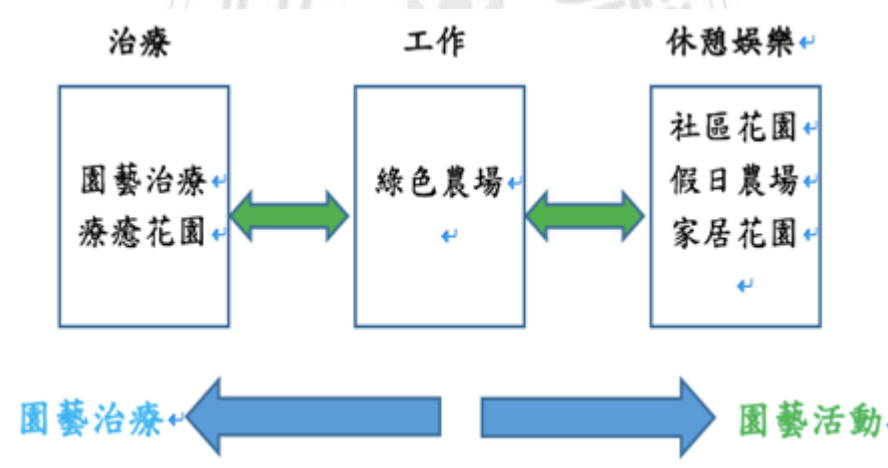 治療
工作
休憩娛樂
園藝治療
療癒花園
綠色農場
社區花園
假日農場
家居花園
園藝治療
園藝活動